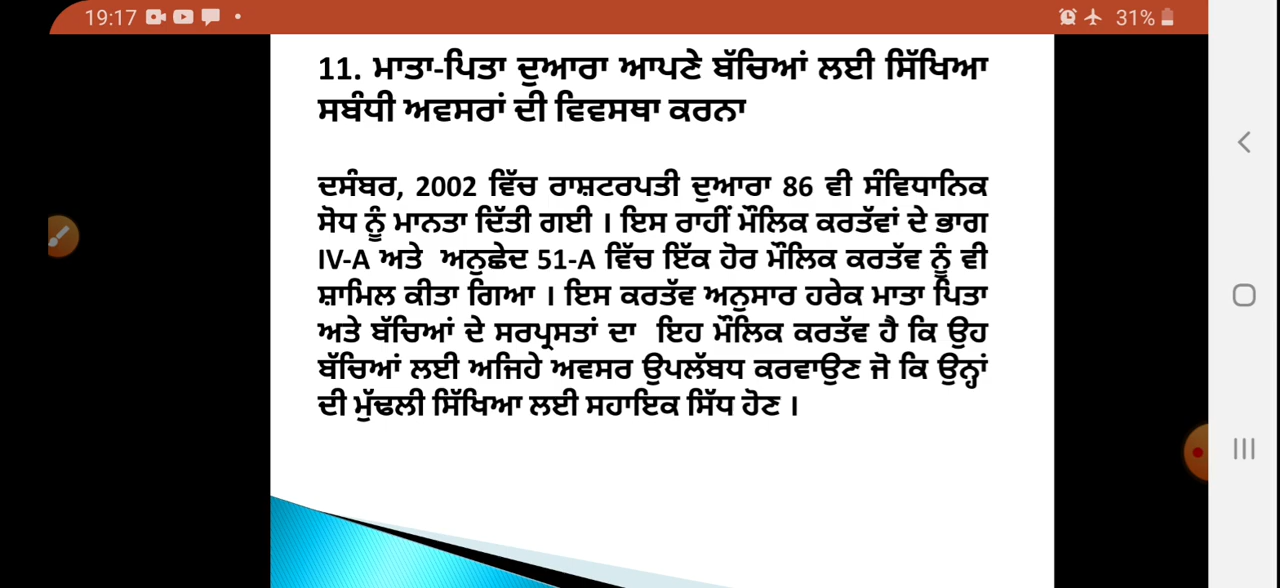 19:17
31%
11. ਮਾਤਾ-ਪਿਤਾ ਦੁਆਰਾ ਆਪਣੇ ਬੱਚਿਆਂ ਲਈ ਸਿੱਖਿਆ
ਸਬੰਧੀ ਅਵਸਰਾਂ ਦੀ ਵਿਵਸਥਾ ਕਰਨਾ
ਦਸੰਬਰ, 2002 ਵਿੱਚ ਰਾਸ਼ਟਰਪਤੀ ਦੁਆਰਾ 86 ਵੀ ਸੰਵਿਧਾਨਿਕ
ਸੋਧ ਨੂੰ ਮਾਨਤਾ ਦਿੱਤੀ ਗਈ । ਇਸ ਰਾਹੀਂ ਮੌਲਿਕ ਕਰਤੱਵਾਂ ਦੇ ਭਾਗ
IV-A ਅਤੇ ਅਨੁਛੇਦ 51-A ਵਿੱਚ ਇੱਕ ਹੋਰ ਮੌਲਿਕ ਕਰਤੱਵ ਨੂੰ ਵੀ
ਸ਼ਾਮਿਲ ਕੀਤਾ ਗਿਆ । ਇਸ ਕਰਤੱਵ ਅਨੁਸਾਰ ਹਰੇਕ ਮਾਤਾ ਪਿਤਾ
ਅਤੇ ਬੱਚਿਆਂ ਦੇ ਸਰਪ੍ਰਸਤਾਂ ਦਾ ਇਹ ਮੌਲਿਕ ਕਰਤੱਵ ਹੈ ਕਿ ਉਹ
ਬੱਚਿਆਂ ਲਈ ਅਜਿਹੇ ਅਵਸਰ ਉਪਲੱਬਧ ਕਰਵਾਉਣ ਜੋ ਕਿ ਉਨ੍ਹਾਂ
ਦੀ ਮੁੱਢਲੀ ਸਿੱਖਿਆ ਲਈ ਸਹਾਇਕ ਸਿੱਧ ਹੋਣ ।